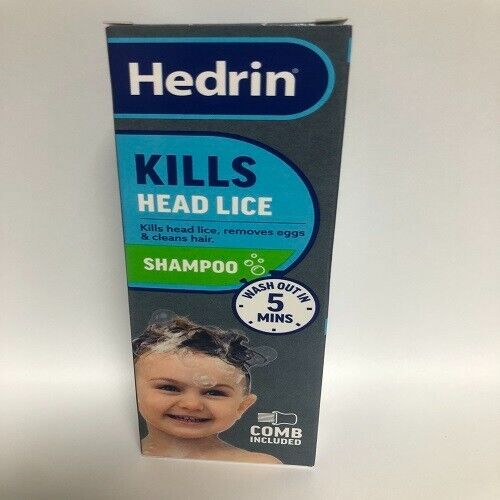 Hedrin®
KILLS
HEAD LICE
Kills head lice, removes eggs
& cleans hair.
SHAMPOO
WASH OUT IN
5
MINS
COMB
INCLUDED